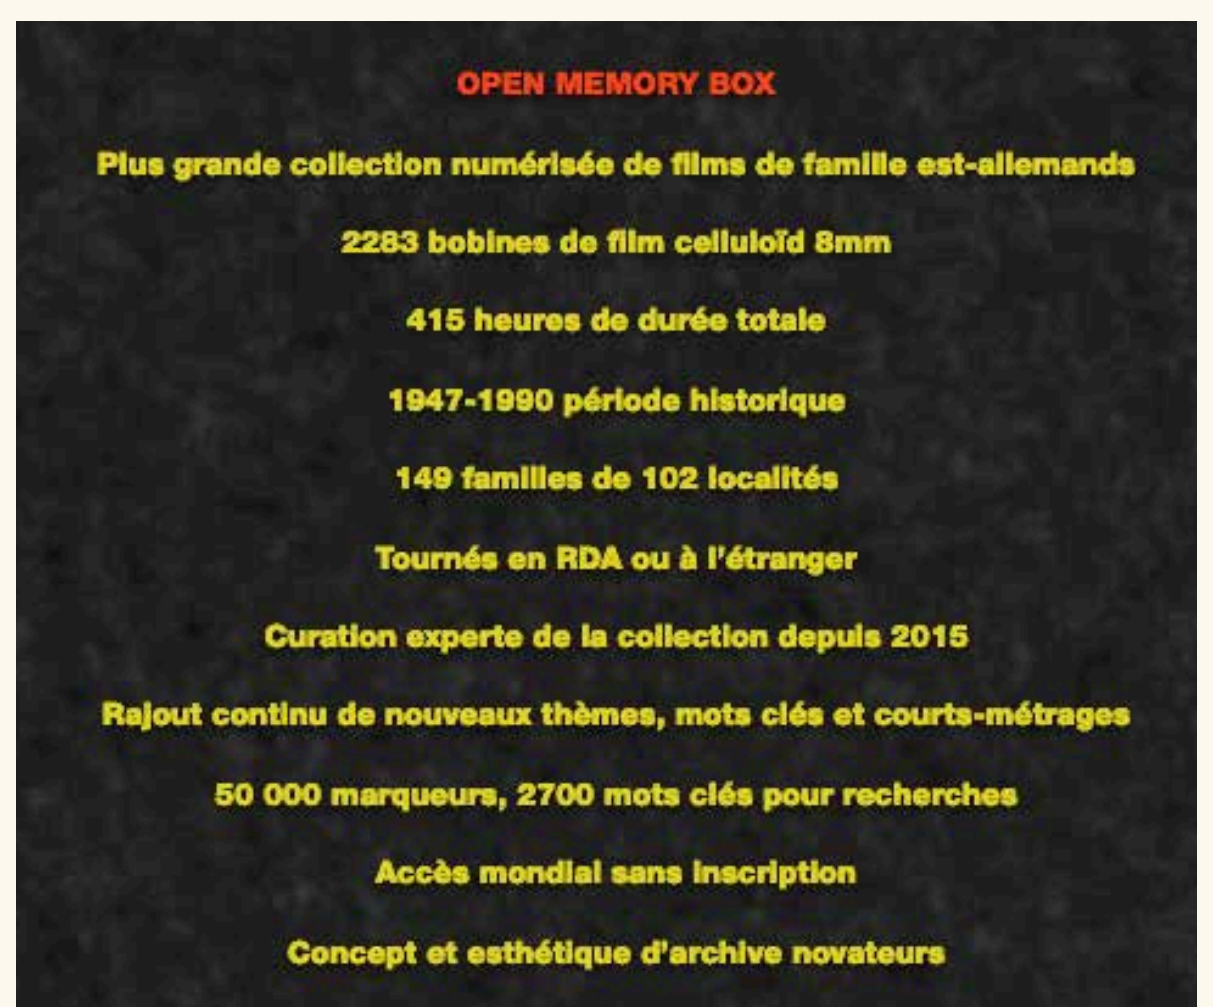 OPEN MEMORY BOX
Plus grande collection numérisée de films de famille est-allemands
2283 bobines de film celluloïd 8mm
415 heures de durée totale
1947-1990 période historique
149 familles de 102 localités
Tournés en RDA ou à l'étranger
Curation experte de la collection depuis 2015
Rajout continu de nouveaux thèmes, mots clés et courts-métrages
50 000 marqueurs, 2700 mots clés pour recherches
Accès mondial sans inscription
Concept et esthétique d'archive novateurs